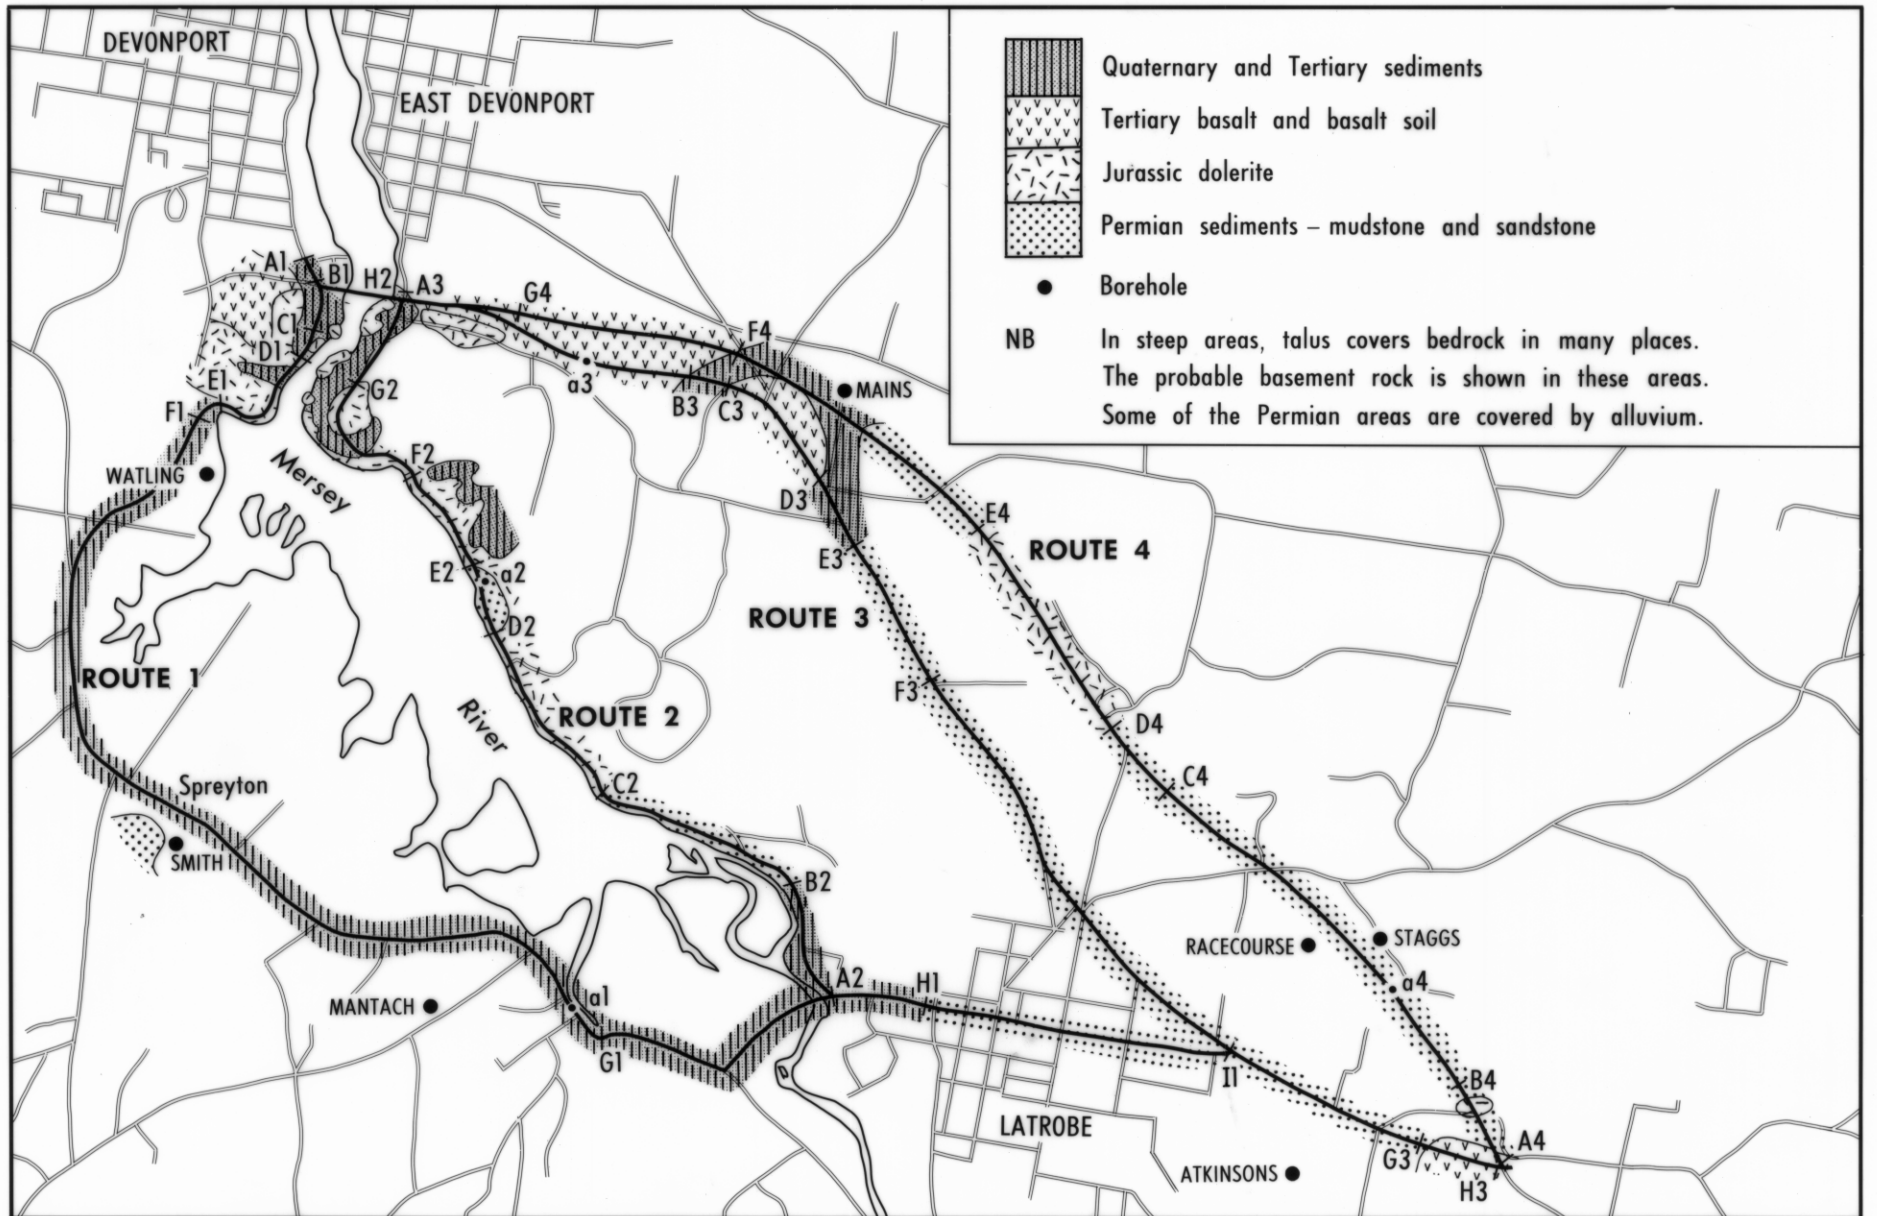 DEVONPORT
EAST DEVONPORT
Quaternary and Tertiary sediments
Tertiary basalt and basalt soil
Jurassic dolerite
Permian sediments – mudstone and sandstone
Borehole
NB In steep areas, talus covers bedrock in many places.
The probable basement rock is shown in these areas.
Some of the Permian areas are covered by alluvium.
A1
B1
H2
A3
G4
C1
D1
E1
F1
G2
a3
F4
B3
C3
MAINS
WATLING
Mersey
F2
D3
E4
E2
a2
E3
ROUTE 4
D2
ROUTE 3
ROUTE 1
F3
River
ROUTE 2
D4
Spreyton
C2
C4
SMITH
B2
RACECOURSE
STAGGS
MANTACH
a1
A2
H1
a4
G1
I1
B4
LATROBE
G3
A4
ATKINSONS
H3